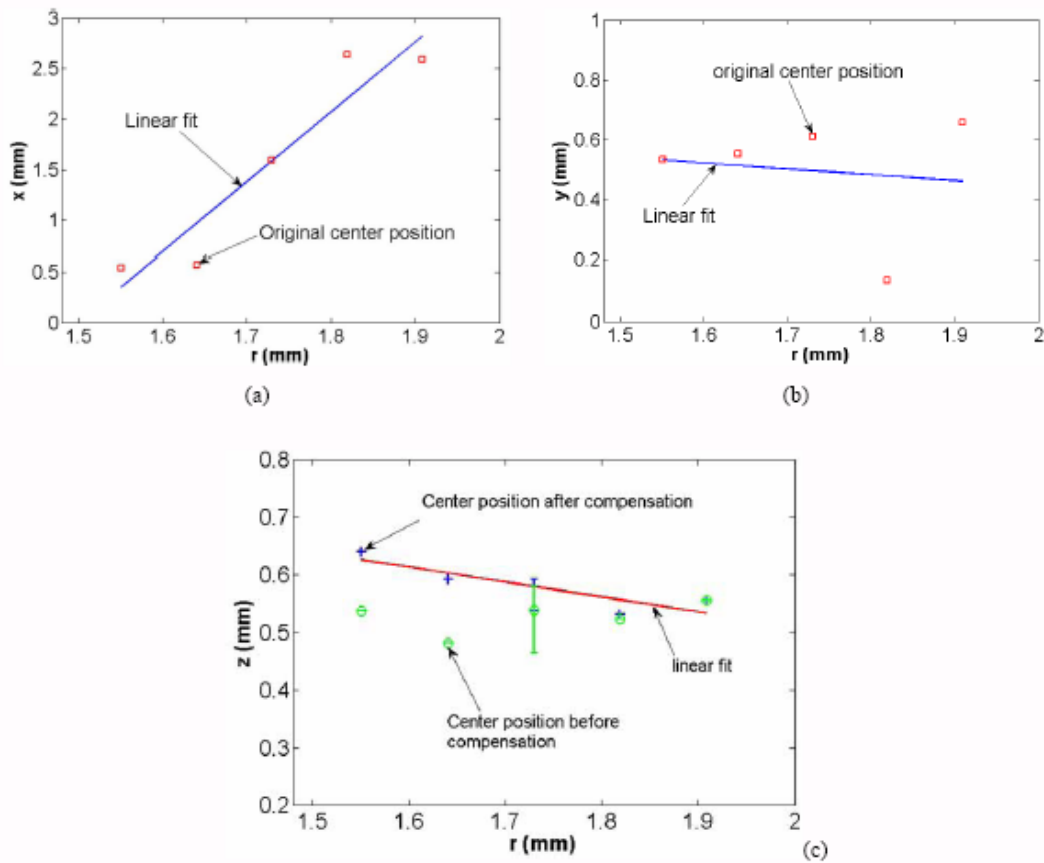 3
2.5
2
1.5
1
0.5
0
x (mm)
Linear fit
Original center position
1.5
1.6
1.7
1.8
1.9
2
r (mm)
(a)
1
0.8
0.6
0.4
0.2
0
y (mm)
original center position
Linear fit
1.5
1.6
1.7
1.8
1.9
2
r (mm)
(b)
0.8
0.7
0.6
0.5
0.4
0.3
0.2
z (mm)
Center position after compensation
linear fit
Center position before
compensation
1.5
1.6
1.7
1.8
1.9
2
r (mm)
(c)